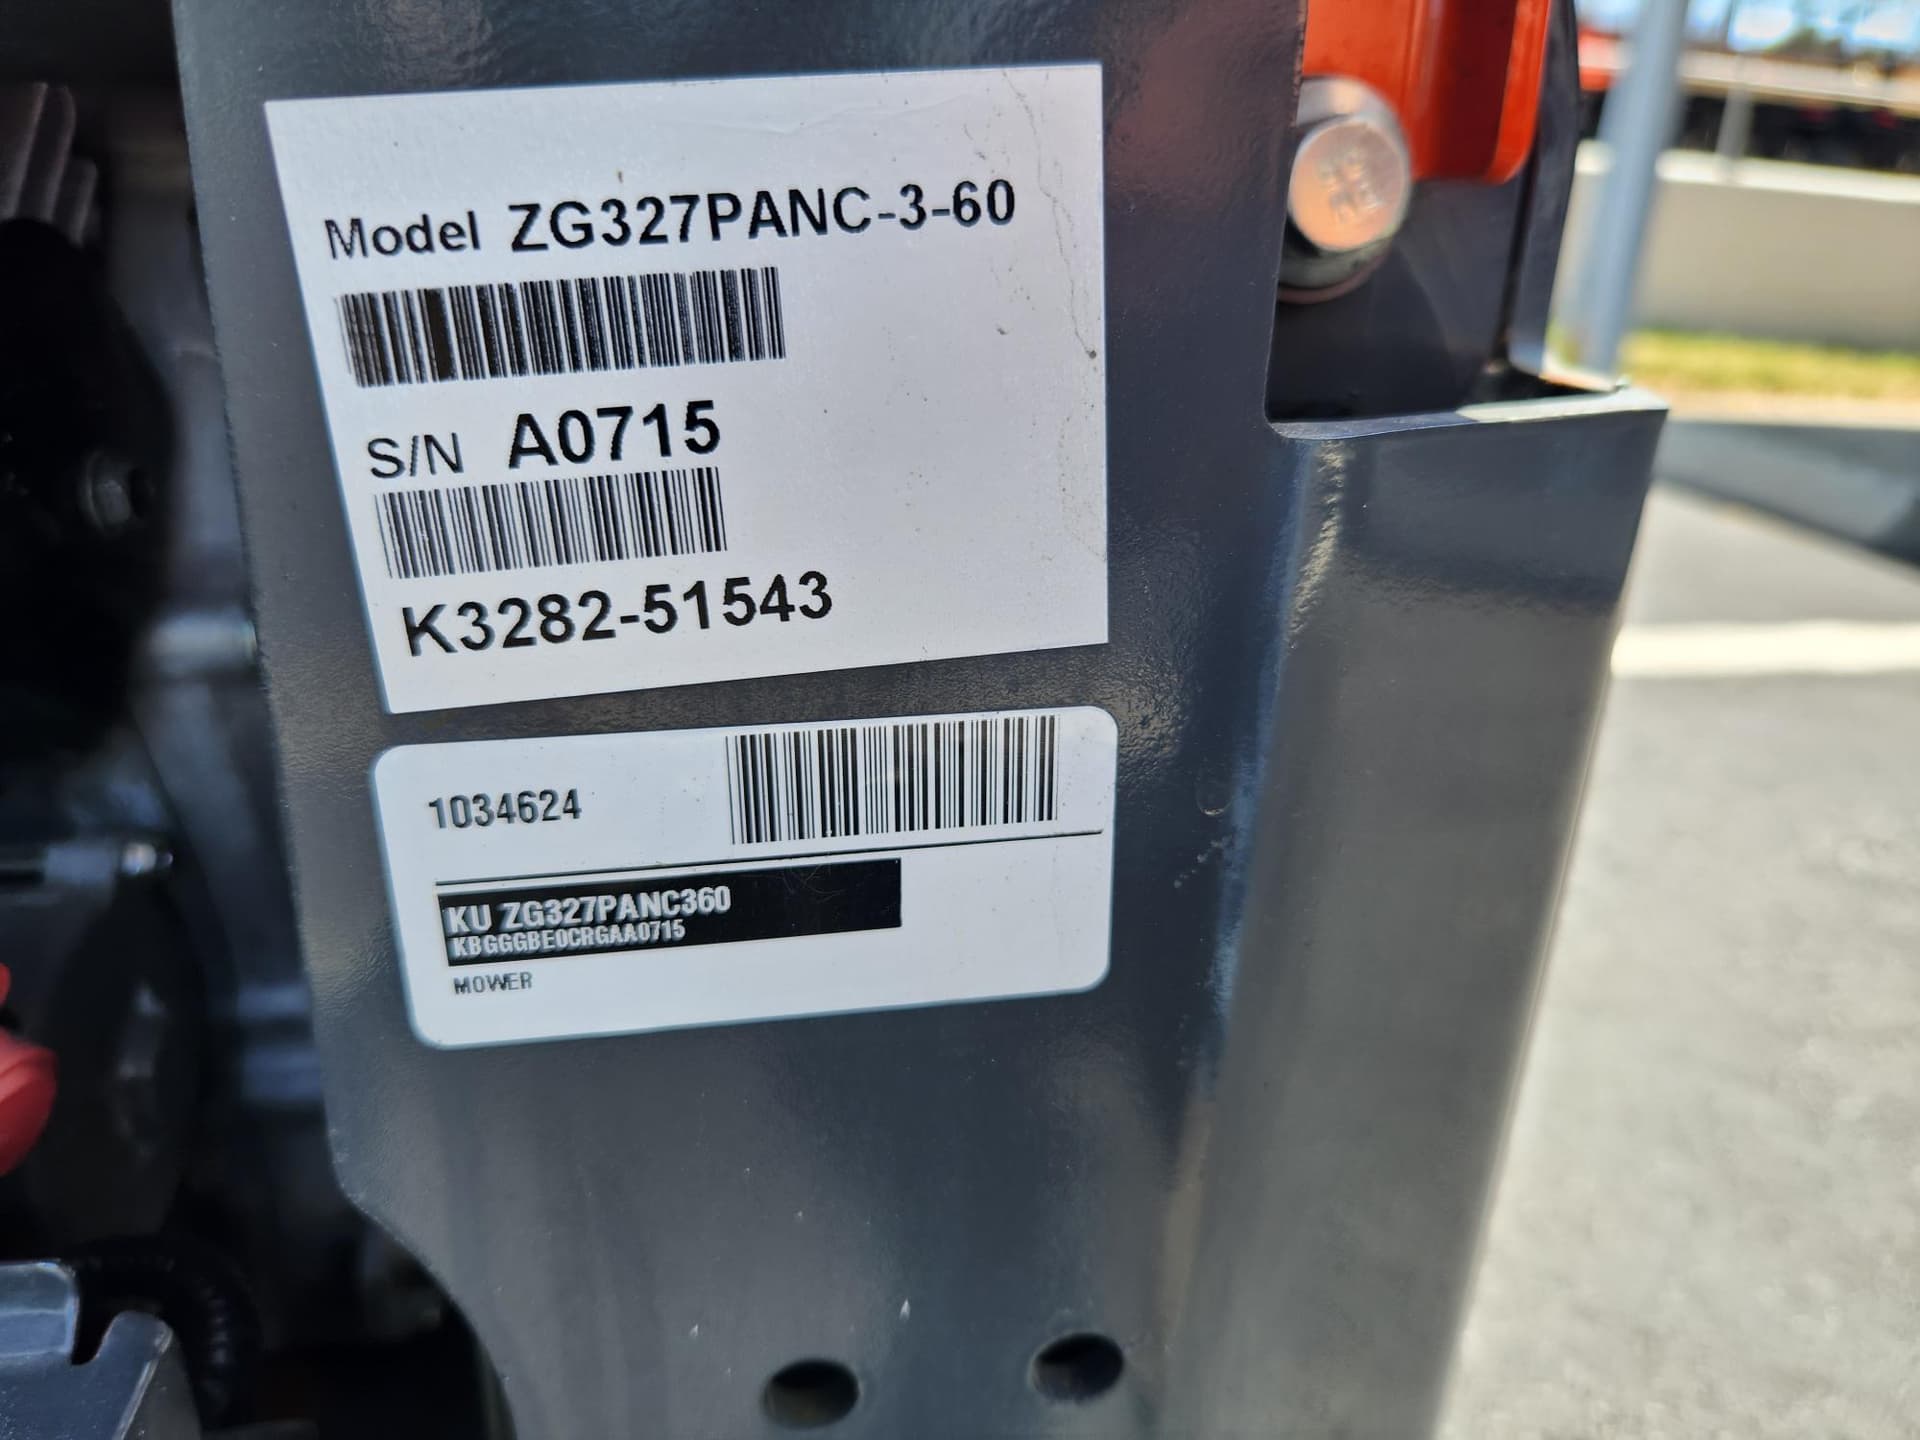 Model ZG327PANC-3-60
S/N A0715
K3282-51543
1034624
KU ZG327PANC360
KBGGGBE0CRGAA0715
MOWER